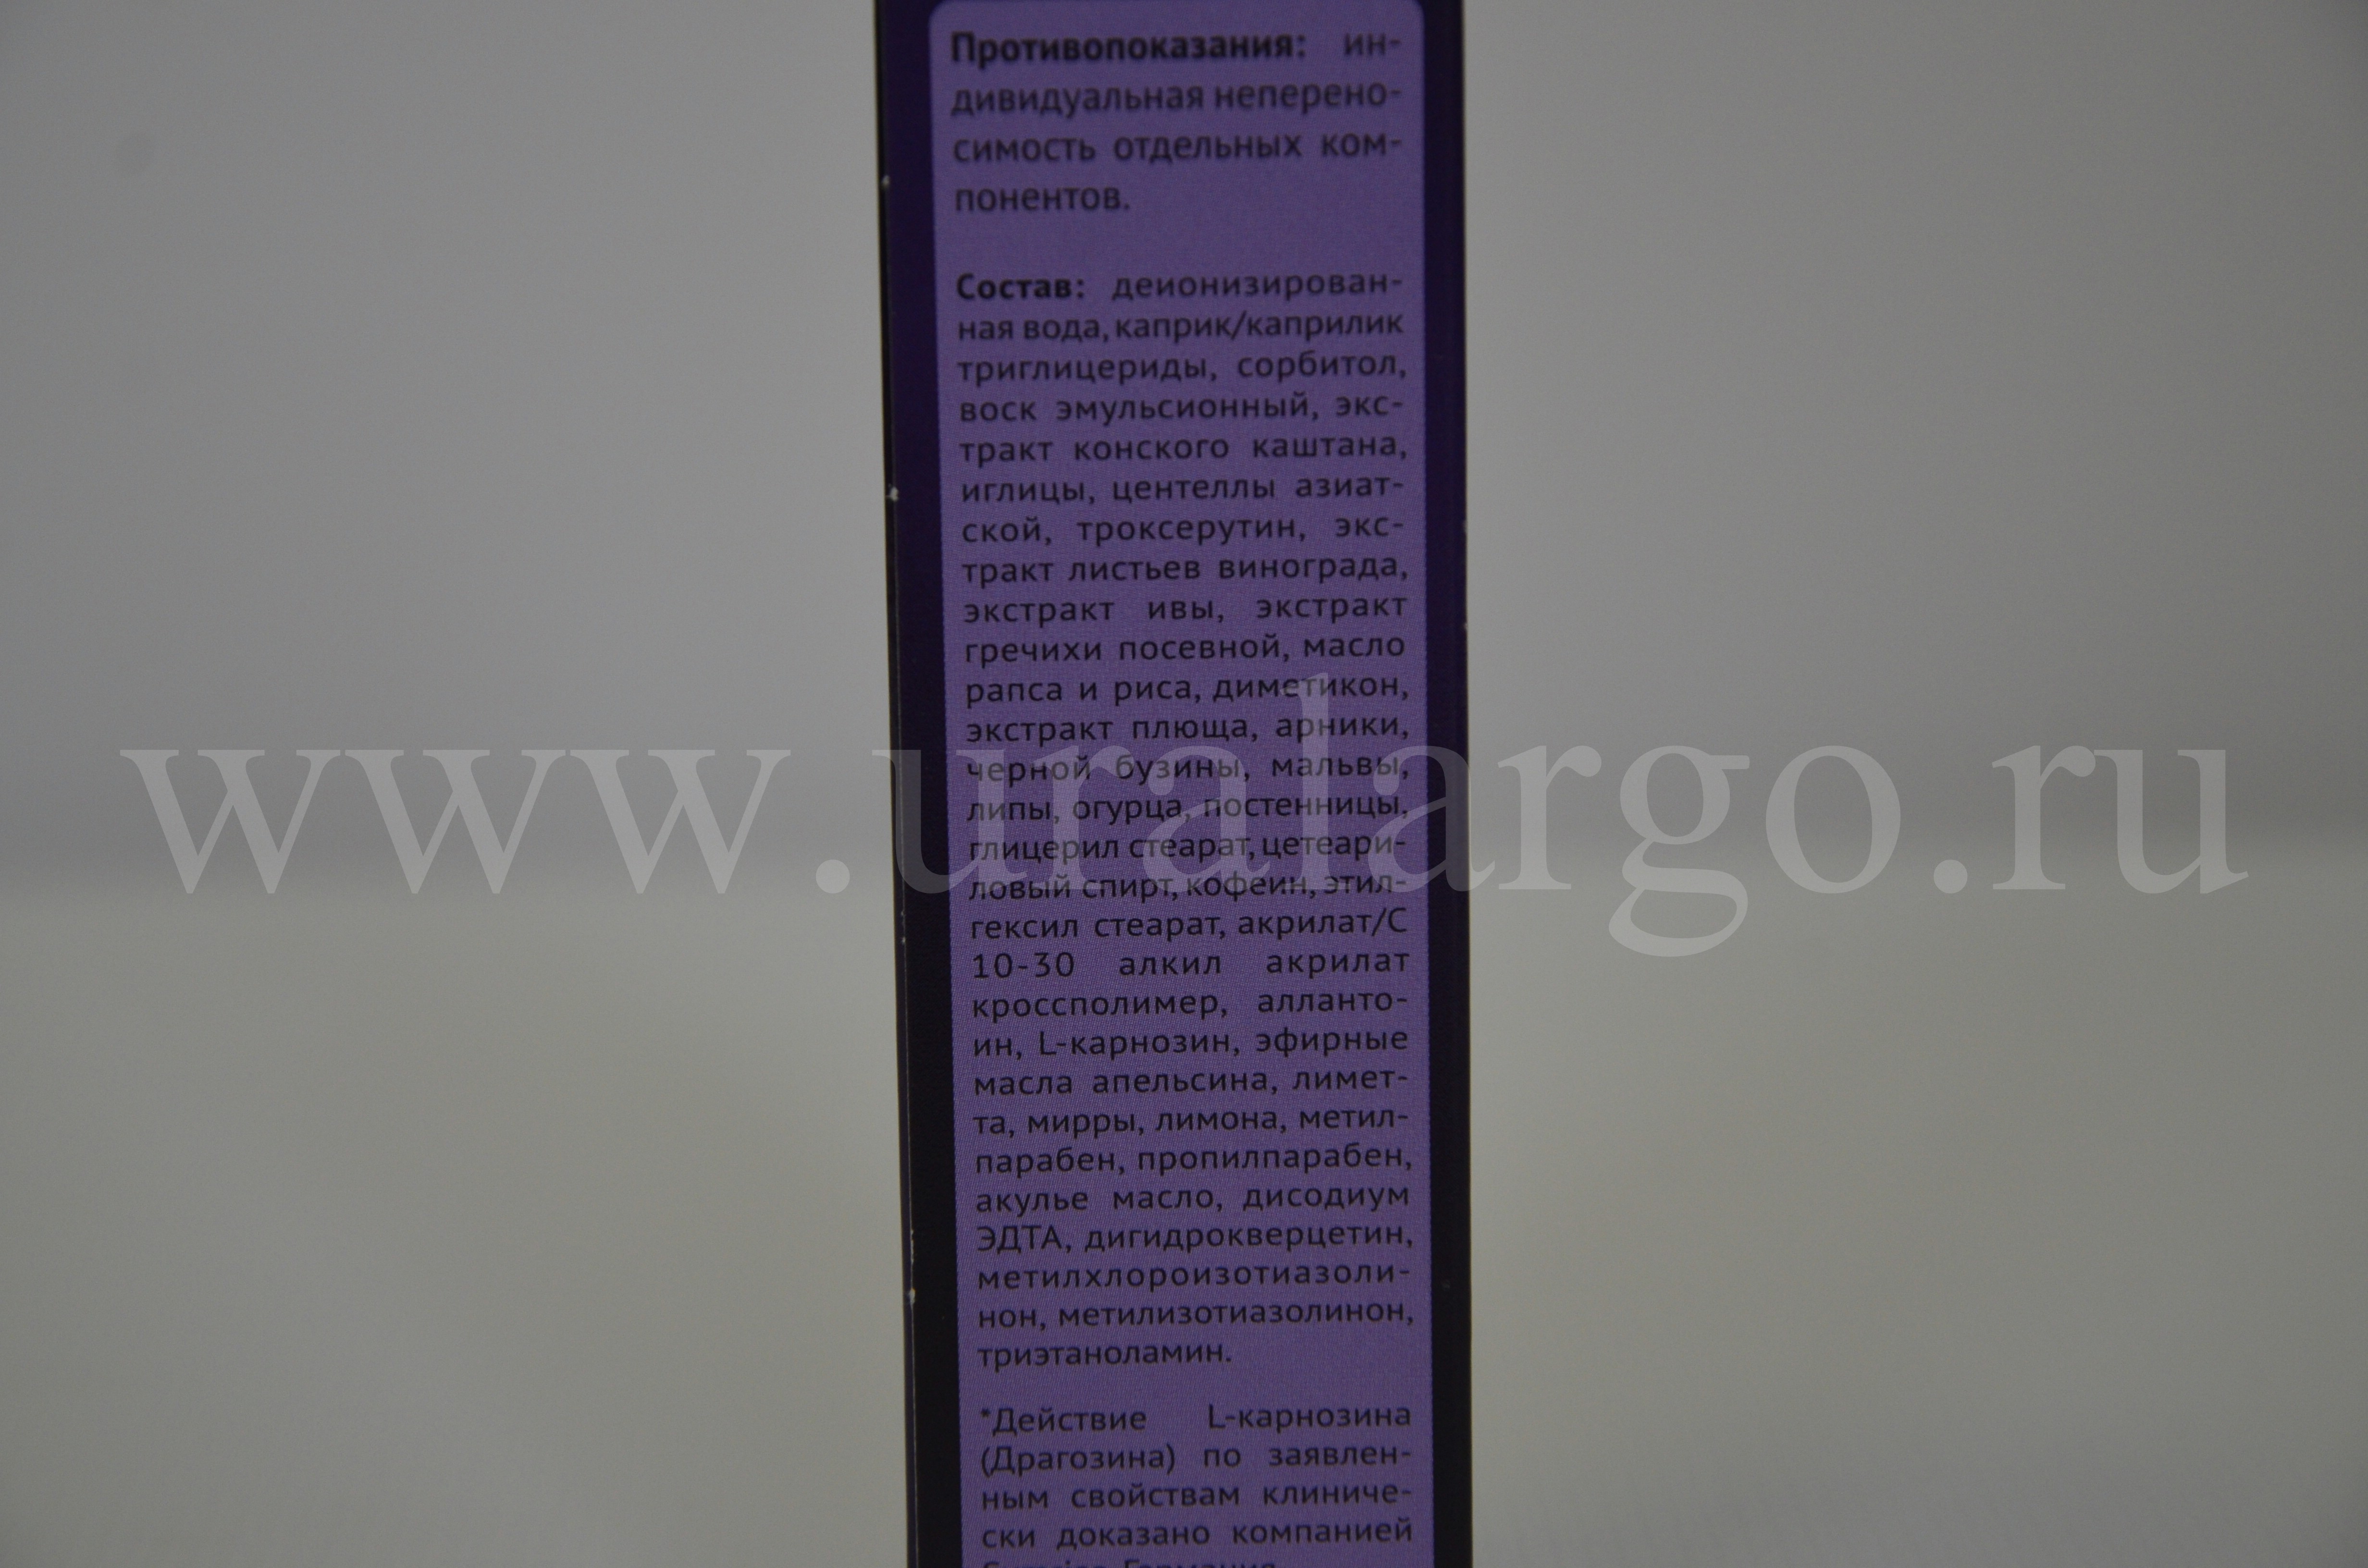 Противопоказания: ин-
дивидуальная неперено-
симость отдельных ком-
понентов.
Состав: деионизирован-
ная вода, каприк/каприлик
триглицериды, сорбитол,
воск эмульсионный, экс-
тракт конского каштана,
иглицы, центеллы азиат-
ской, троксерутин, экс-
тракт листьев винограда,
экстракт ивы, экстракт
гречихи посевной, масло
рапса и риса, диметикон,
экстракт плюща, арники,
черной бузины, мальвы,
липы, огурца, постенницы,
глицерил стеарат, цетеари-
ловый спирт, кофеин, этил-
гексил стеарат, акрилат/С
10-30 алкил акрилат
кроссполимер, алланто-
ин, L-карнозин, эфирные
масла апельсина, лимет-
та, мирры, лимона, метил-
парабен, пропилпарабен,
акулье масло, дисодиум
ЭДТА, дигидрокверцетин,
метилхлороизотиазоли-
нон, метилизотиазолинон,
триэтаноламин.
*Действие L-карнозина
(Драгозина) по заявлен-
ным свойствам клиниче-
ски доказано компанией
www.uralargo.ru